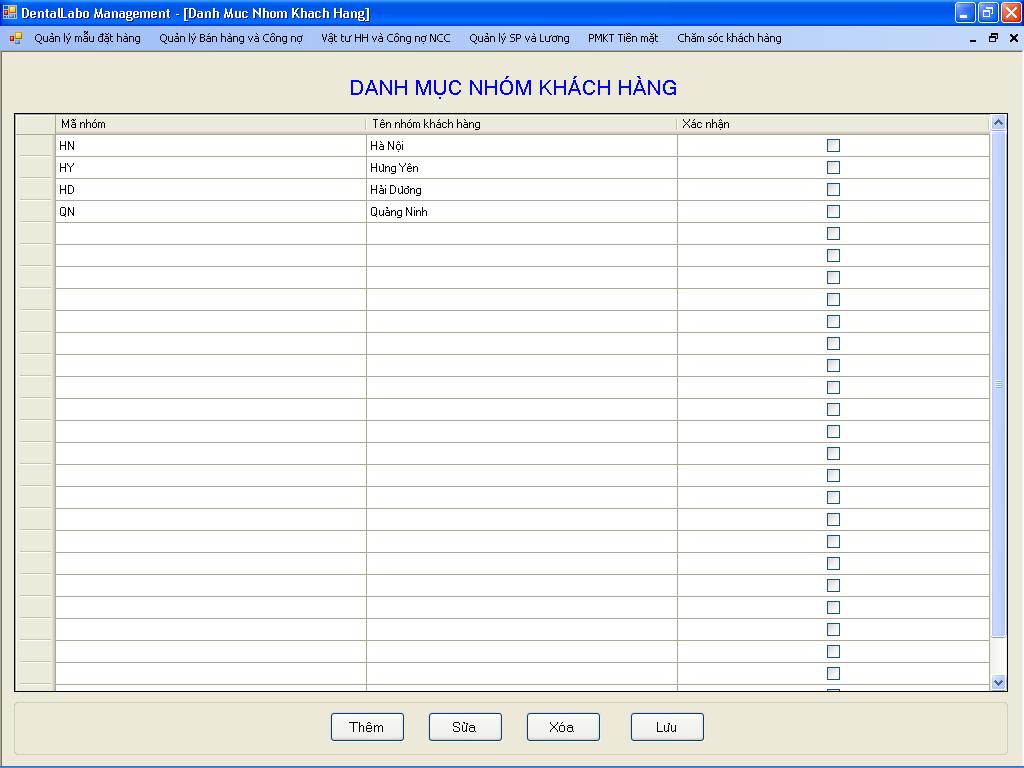 DentalLabo Management - [Danh Muc Nhom Khach Hang]
Quản lý mẫu đặt hàng Quản lý Bán hàng và Công nợ Vật tư HH và Công nợ NCC Quản lý SP và Lương PMKT Tiền mặt Chăm sóc khách hàng
DANH MỤC NHÓM KHÁCH HÀNG
Mã nhóm Tên nhóm khách hàng Xác nhận
HN Hà Nội
HY Hưng Yên
HD Hải Dương
QN Quảng Ninh
Thêm Sửa Xóa Lưu